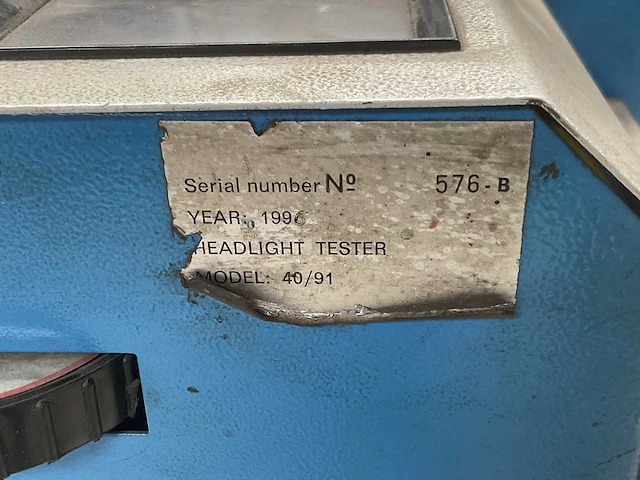 Serial number Nº 576-B
YEAR: 1996
HEADLIGHT TESTER
MODEL: 40/91